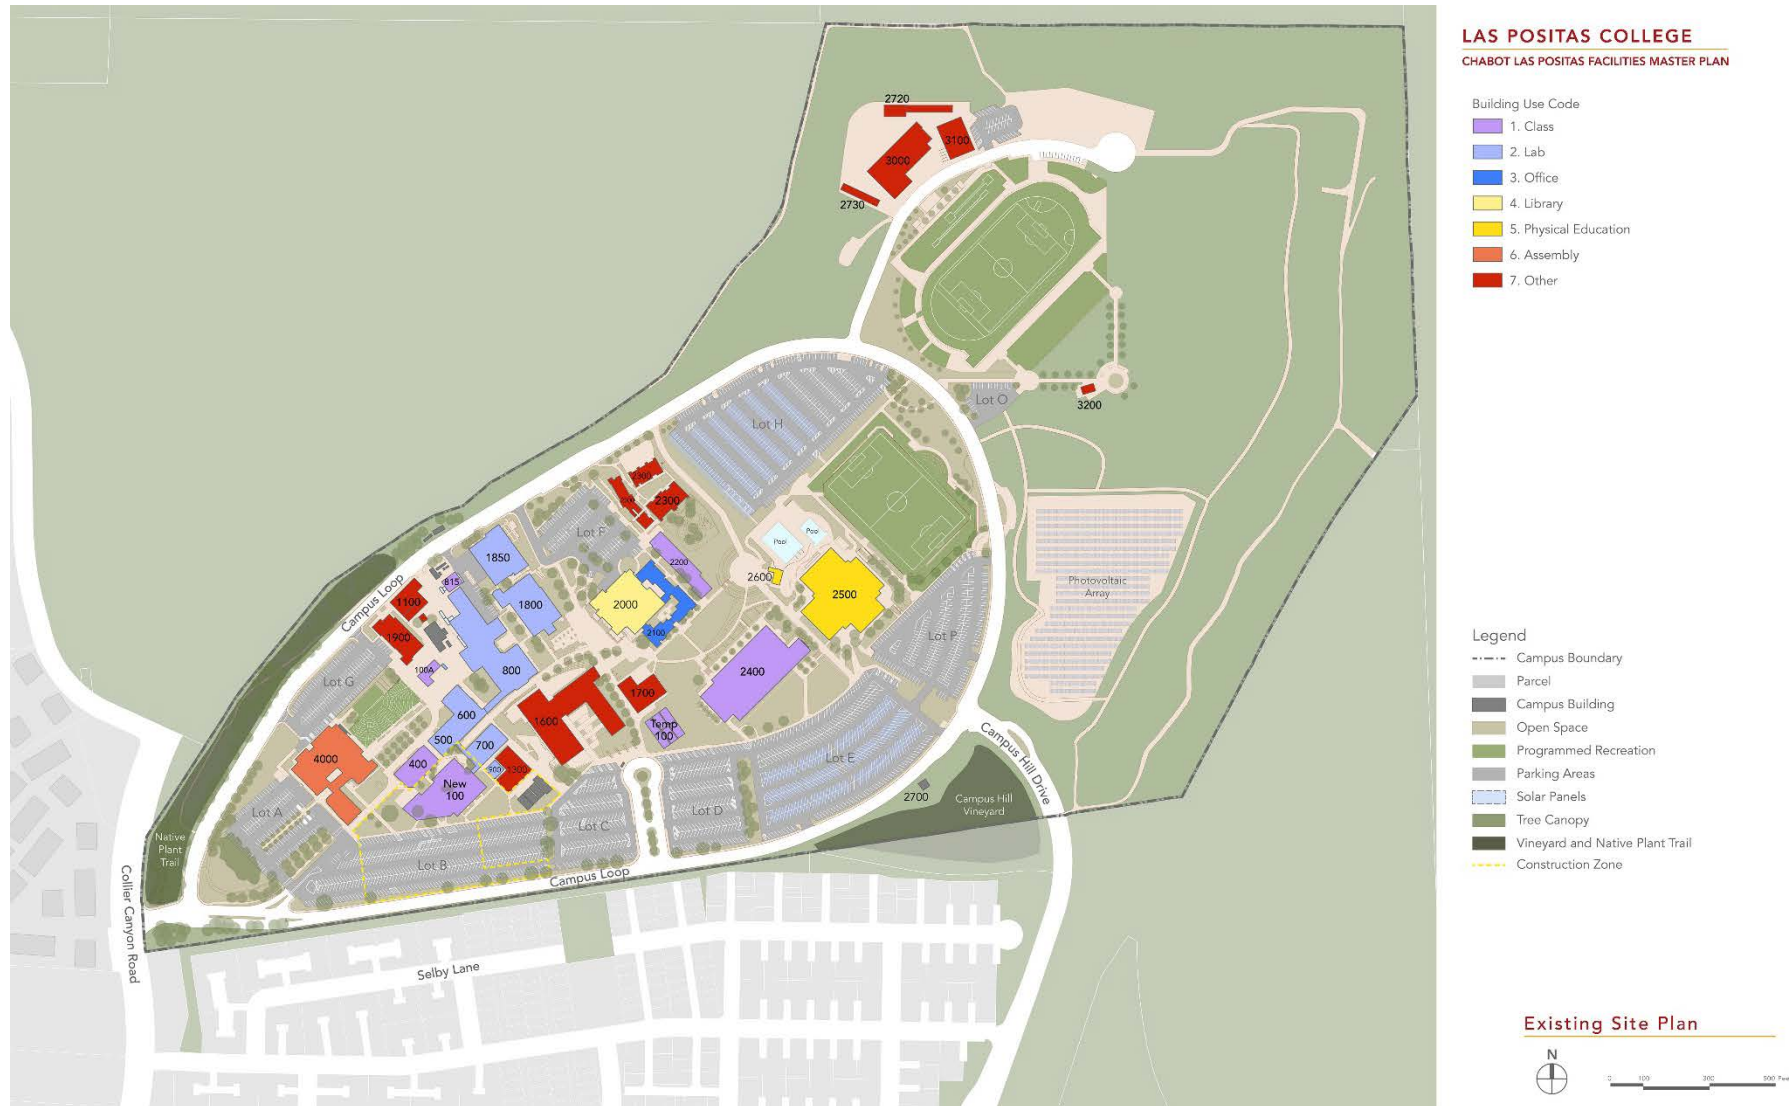 LAS POSITAS COLLEGE
CHABOT LAS POSITAS FACILITIES MASTER PLAN
Building Use Code
1. Class
2. Lab
3. Office
4. Library
5. Physical Education
6. Assembly
7. Other
2720
3100
3000
2730
3200
Lot O
Lot H
2300
2300
Lot F
Pool
Pool
2200
2600
2500
1850
815
1800
2000
2100
Photovoltaic
Array
Campus Loop
1100
1900
100A
800
Lot P
2400
Lot G
600
1700
1600
Temp
100
500
700
4000
400
1300
New
100
Lot E
Campus Hill Drive
2700
Campus Hill
Vineyard
Lot A
Lot B
Lot C
Lot D
Native
Plant
Trail
Campus Loop
Collier Canyon Road
Selby Lane
Legend
Campus Boundary
Parcel
Campus Building
Open Space
Programmed Recreation
Parking Areas
Solar Panels
Tree Canopy
Vineyard and Native Plant Trail
Construction Zone
Existing Site Plan
N
0